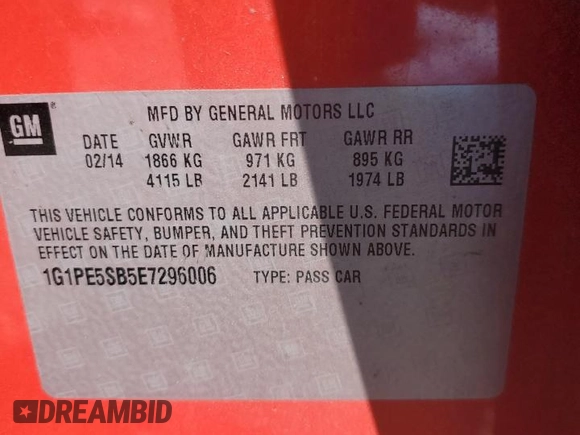 GM
MFD BY GENERAL MOTORS LLC
DATE GVWR GAWR FRT GAWR RR
02/14 1866 KG 971 KG 895 KG
4115 LB 2141 LB 1974 LB
THIS VEHICLE CONFORMS TO ALL APPLICABLE U.S. FEDERAL MOTOR
VEHICLE SAFETY, BUMPER, AND THEFT PREVENTION STANDARDS IN
EFFECT ON THE DATE OF MANUFACTURE SHOWN ABOVE.
1G1PE5SB5E7296006 TYPE: PASS CAR
DREAMBID